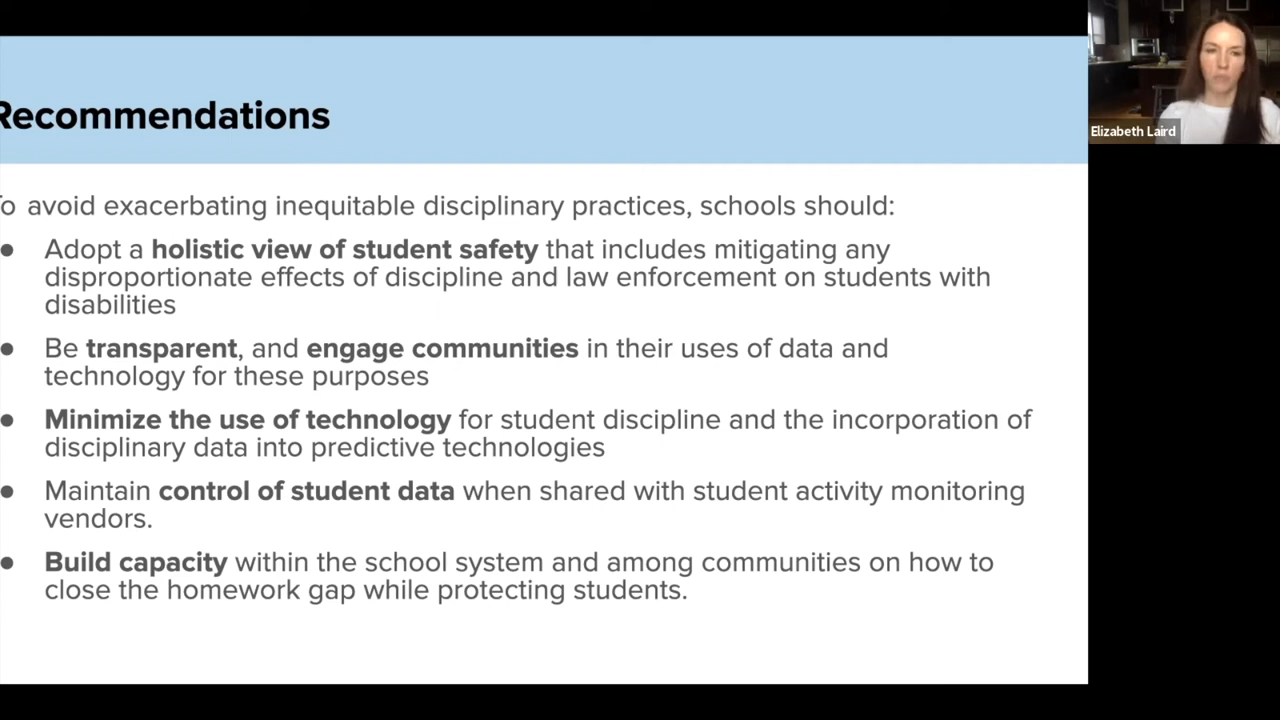 Recommendations
To avoid exacerbating inequitable disciplinary practices, schools should:
● Adopt a holistic view of student safety that includes mitigating any
disproportionate effects of discipline and law enforcement on students with
disabilities
● Be transparent, and engage communities in their uses of data and
technology for these purposes
● Minimize the use of technology for student discipline and the incorporation of
disciplinary data into predictive technologies
● Maintain control of student data when shared with student activity monitoring
vendors.
● Build capacity within the school system and among communities on how to
close the homework gap while protecting students.
Elizabeth Laird